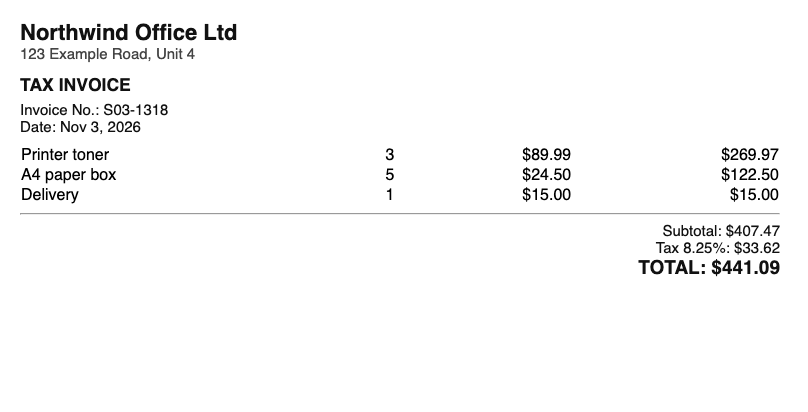 Northwind Office Ltd
123 Example Road, Unit 4
TAX INVOICE
Invoice No.: S03-1318
Date: Nov 3, 2026
Printer toner 3 $89.99 $269.97
A4 paper box 5 $24.50 $122.50
Delivery 1 $15.00 $15.00
Subtotal: $407.47
Tax 8.25%: $33.62
TOTAL: $441.09